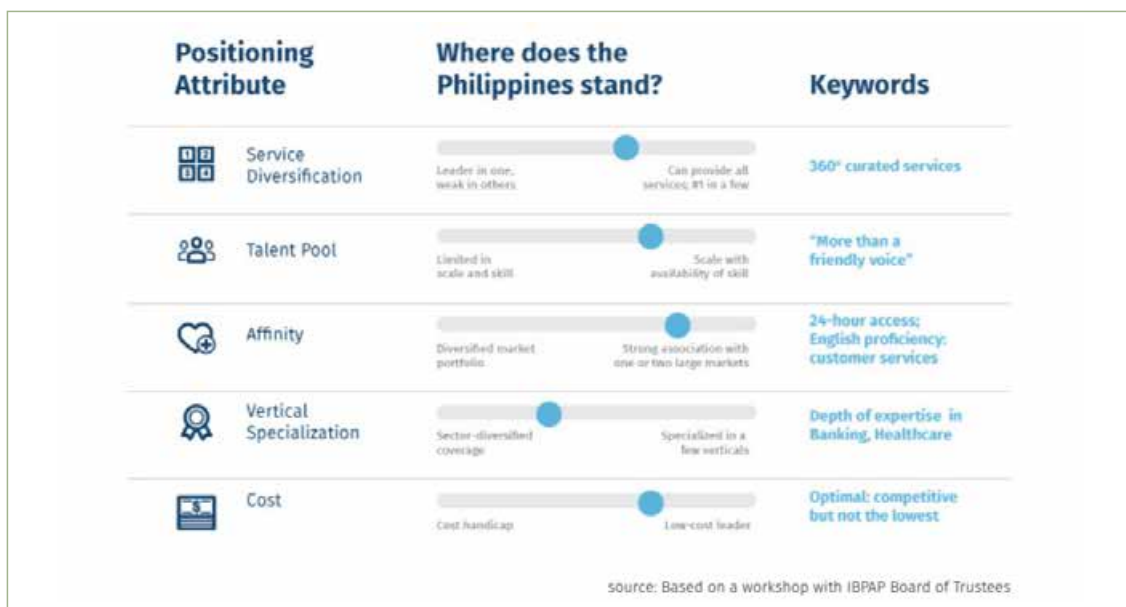 Positioning
Attribute
Where does the
Philippines stand?
Keywords
1 2
3 4
Service
Diversification
Leader in one,
weak in others
Can provide all
services; #1 in a few
360° curated services
Talent Pool
Limited in
scale and skill
Scale with
availability of skill
"More than a
friendly voice"
Affinity
Diversified market
portfolio
Strong association with
one or two large markets
24-hour access;
English proficiency:
customer services
Vertical
Specialization
Sector-diversified
coverage
Specialized in a
few verticals
Depth of expertise in
Banking, Healthcare
$
Cost
Cost handicap
Low-cost leader
Optimal: competitive
but not the lowest
source: Based on a workshop with IBPAP Board of Trustees